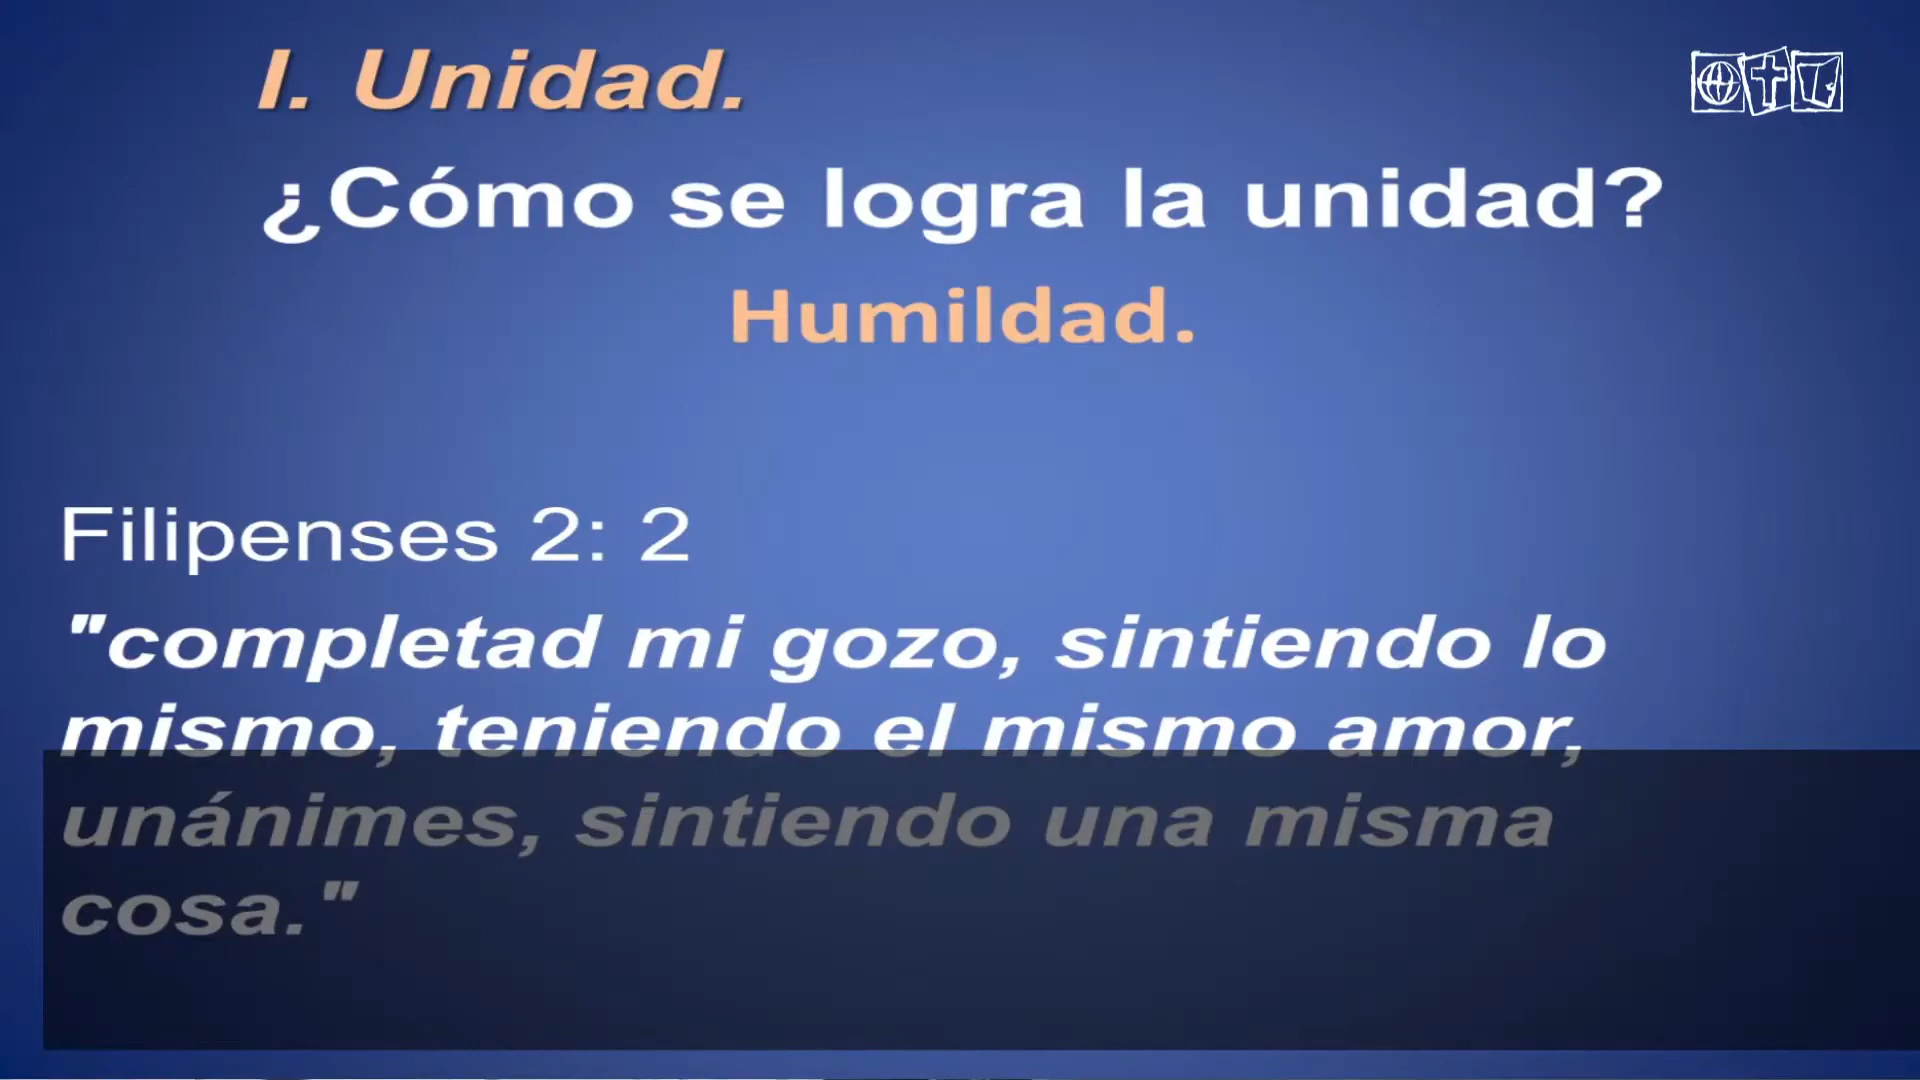 I. Unidad.
¿Cómo se logra la unidad?
Humildad.
Filipenses 2: 2
"completad mi gozo, sintiendo lo
mismo, teniendo el mismo amor,
unánimes, sintiendo una misma
cosa."